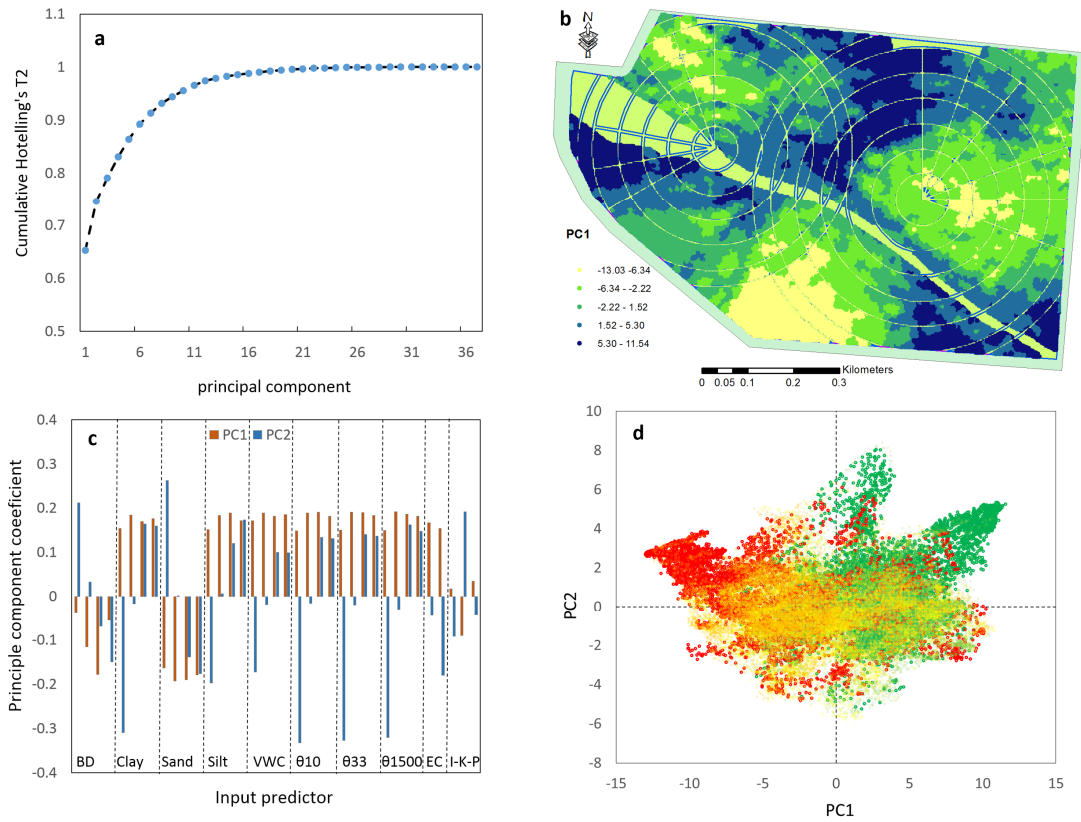 a
1.1
1
0.9
0.8
0.7
0.6
0.5
Cumulative Hotelling's T2
1
6
11
16
21
26
31
36
principal component
b
N
PC1
-13.03 -6.34
-6.34 - -2.22
-2.22 - 1.52
1.52 - 5.30
5.30 - 11.54
Kilometers
0 0.05 0.1 0.2 0.3
c
PC1 PC2
0.4
0.3
0.2
0.1
0
-0.1
-0.2
-0.3
-0.4
Principle component coeeficient
BD Clay Sand Silt VWC θ10 θ33 θ1500 EC I-K-P
Input predictor
d
10
8
6
4
2
0
-2
-4
-6
-8
PC2
-15 -10 -5 0 5 10 15
PC1